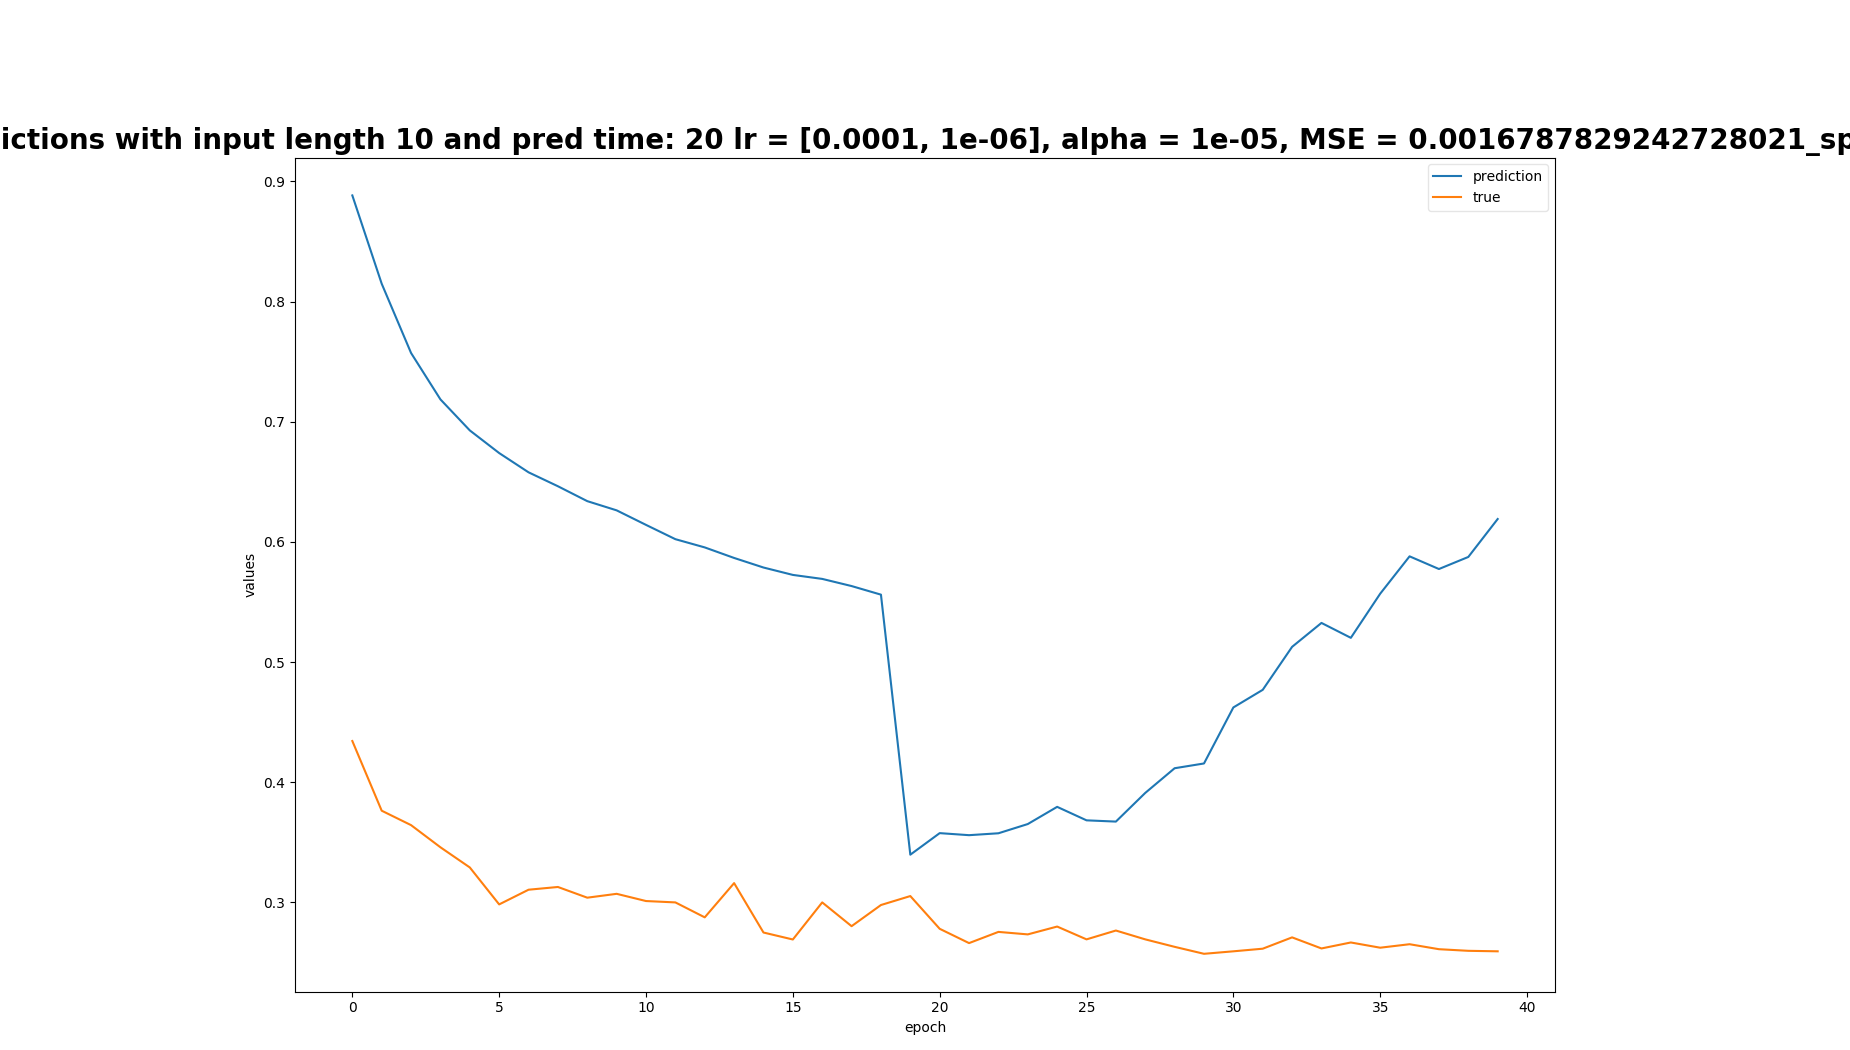 ictions with input length 10 and pred time: 20 lr = [0.0001, 1e-06], alpha = 1e-05, MSE = 0.0016787829242728021_sp
prediction
true
0.9
0.8
0.7
0.6
0.5
0.4
0.3
values
0 5 10 15 20 25 30 35 40
epoch